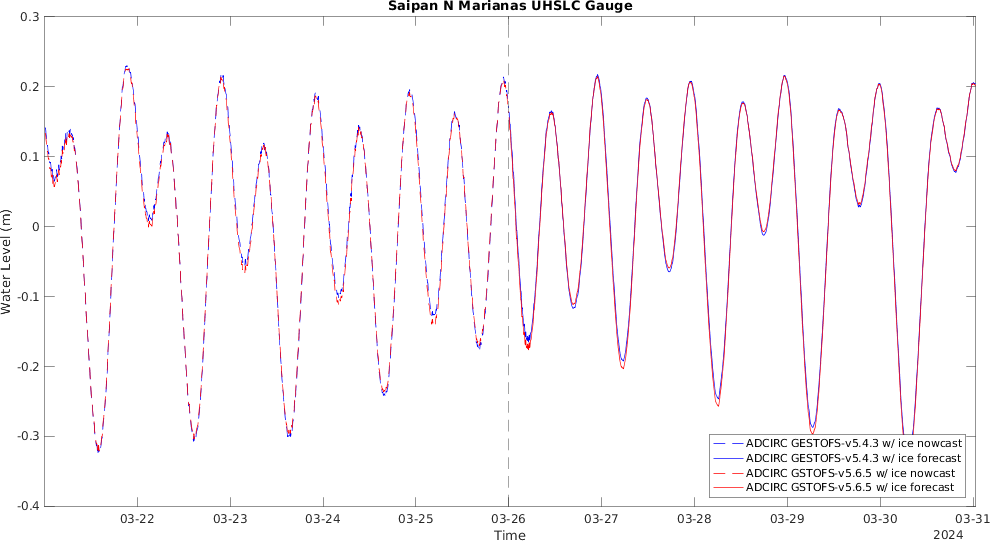 Saipan N Marianas UHSLC Gauge
Water Level (m)
0.3
0.2
0.1
0
-0.1
-0.2
-0.3
-0.4
ADCIRC GESTOFS-v5.4.3 w/ ice nowcast
ADCIRC GESTOFS-v5.4.3 w/ ice forecast
ADCIRC GSTOFS-v5.6.5 w/ ice nowcast
ADCIRC GSTOFS-v5.6.5 w/ ice forecast
03-22 03-23 03-24 03-25 03-26 03-27 03-28 03-29 03-30 03-31
Time
2024